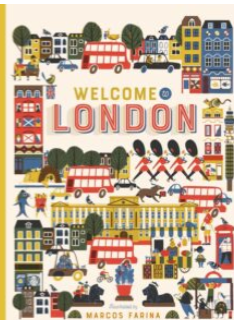 WELCOME TO
LONDON
Illustrated by
MARCOS FARINA